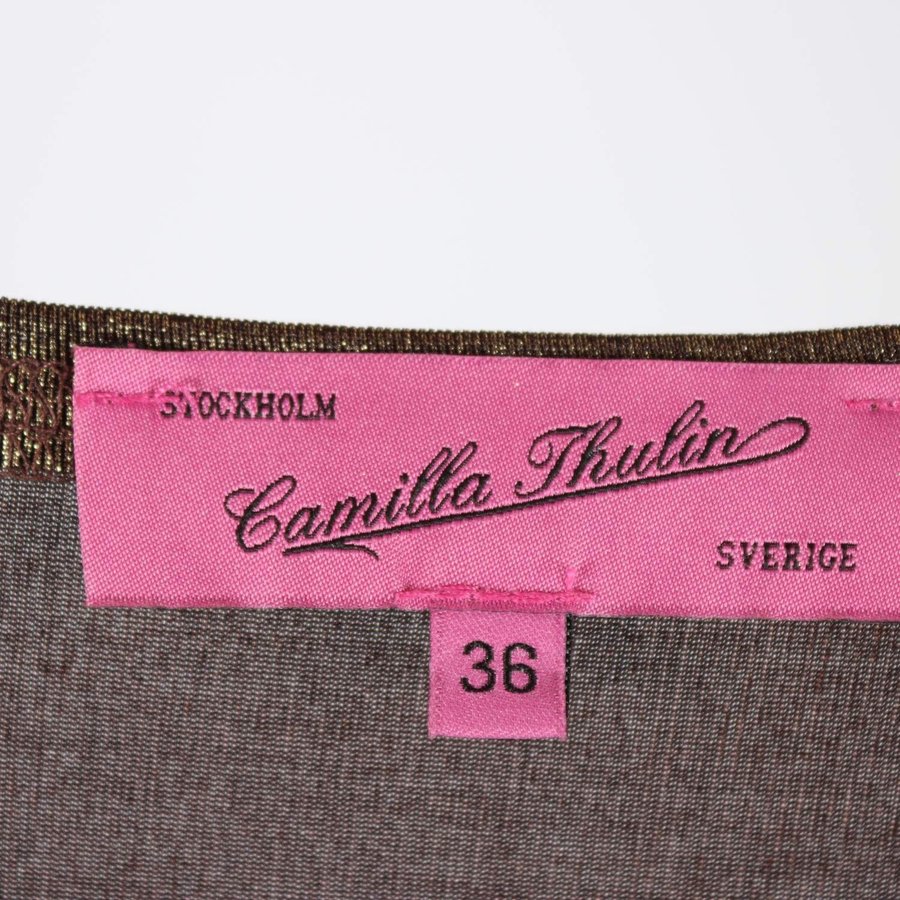 STOCKHOLM
Camilla Thulin
SVERIGE
36